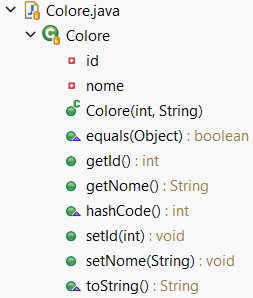 Colore.java
Colore
id
nome
Colore(int, String)
equals(Object) : boolean
getId() : int
getNome() : String
hashCode() : int
setId(int) : void
setNome(String) : void
toString() : String